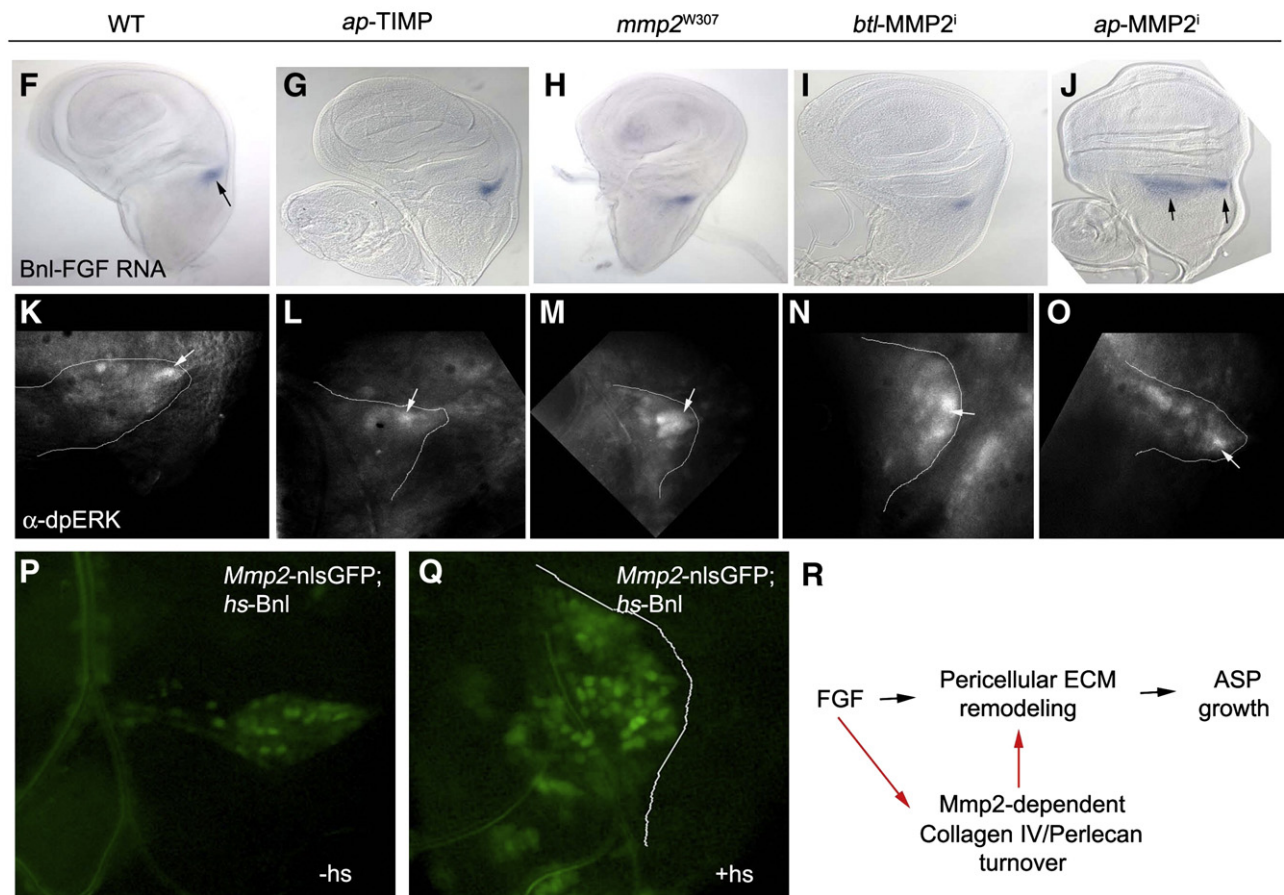 WT ap-TIMP mmp2ᵂ³⁰⁷ btl-MMP2ⁱ ap-MMP2ⁱ
F G H I J
Bnl-FGF RNA
K L M N O
α-dpERK
P Mmp2-nlsGFP; Q Mmp2-nlsGFP; R
hs-Bnl hs-Bnl
FGF Pericellular ECM ASP
remodeling growth
Mmp2-dependent
Collagen IV/Perlecan
turnover
-hs +hs